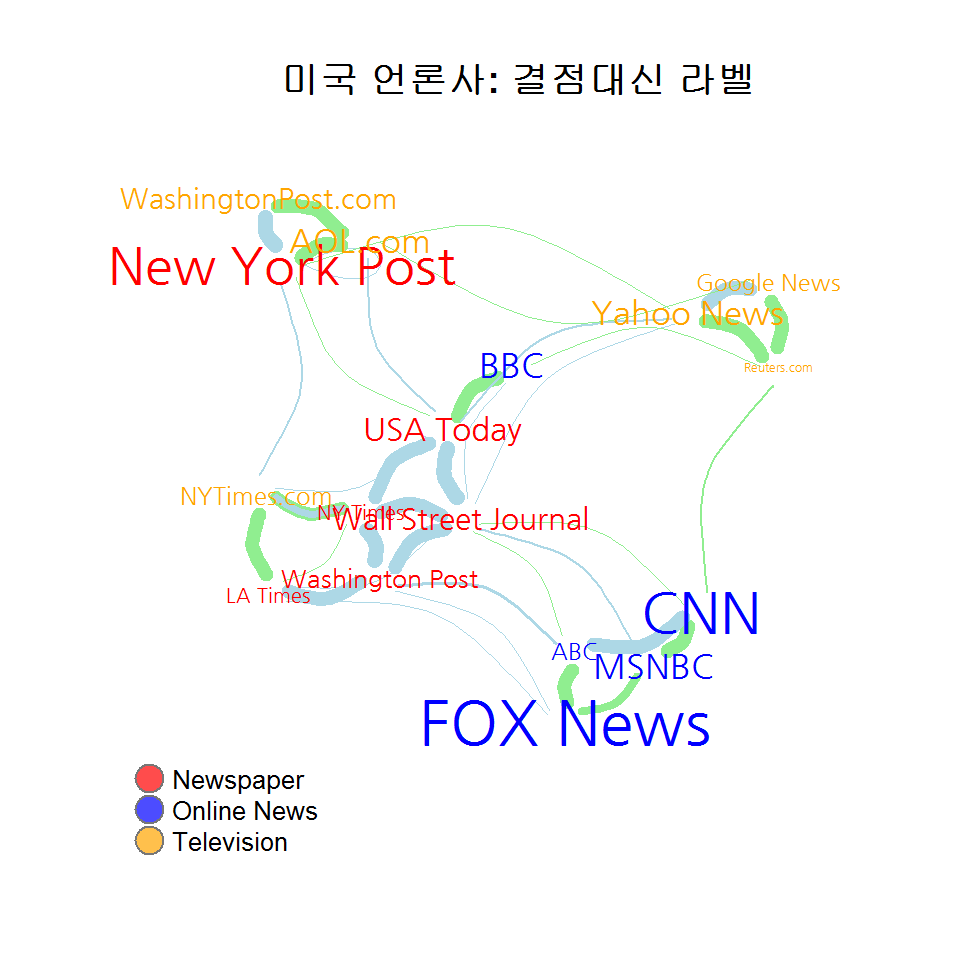 미국 언론사: 결점대신 라벨
WashingtonPost.com
AOL.com
New York Post
Google News
Yahoo News
Reuters.com
BBC
USA Today
NYTimes.com
NY Times
Wall Street Journal
Washington Post
LA Times
CNN
ABC
MSNBC
FOX News
Newspaper
Online News
Television